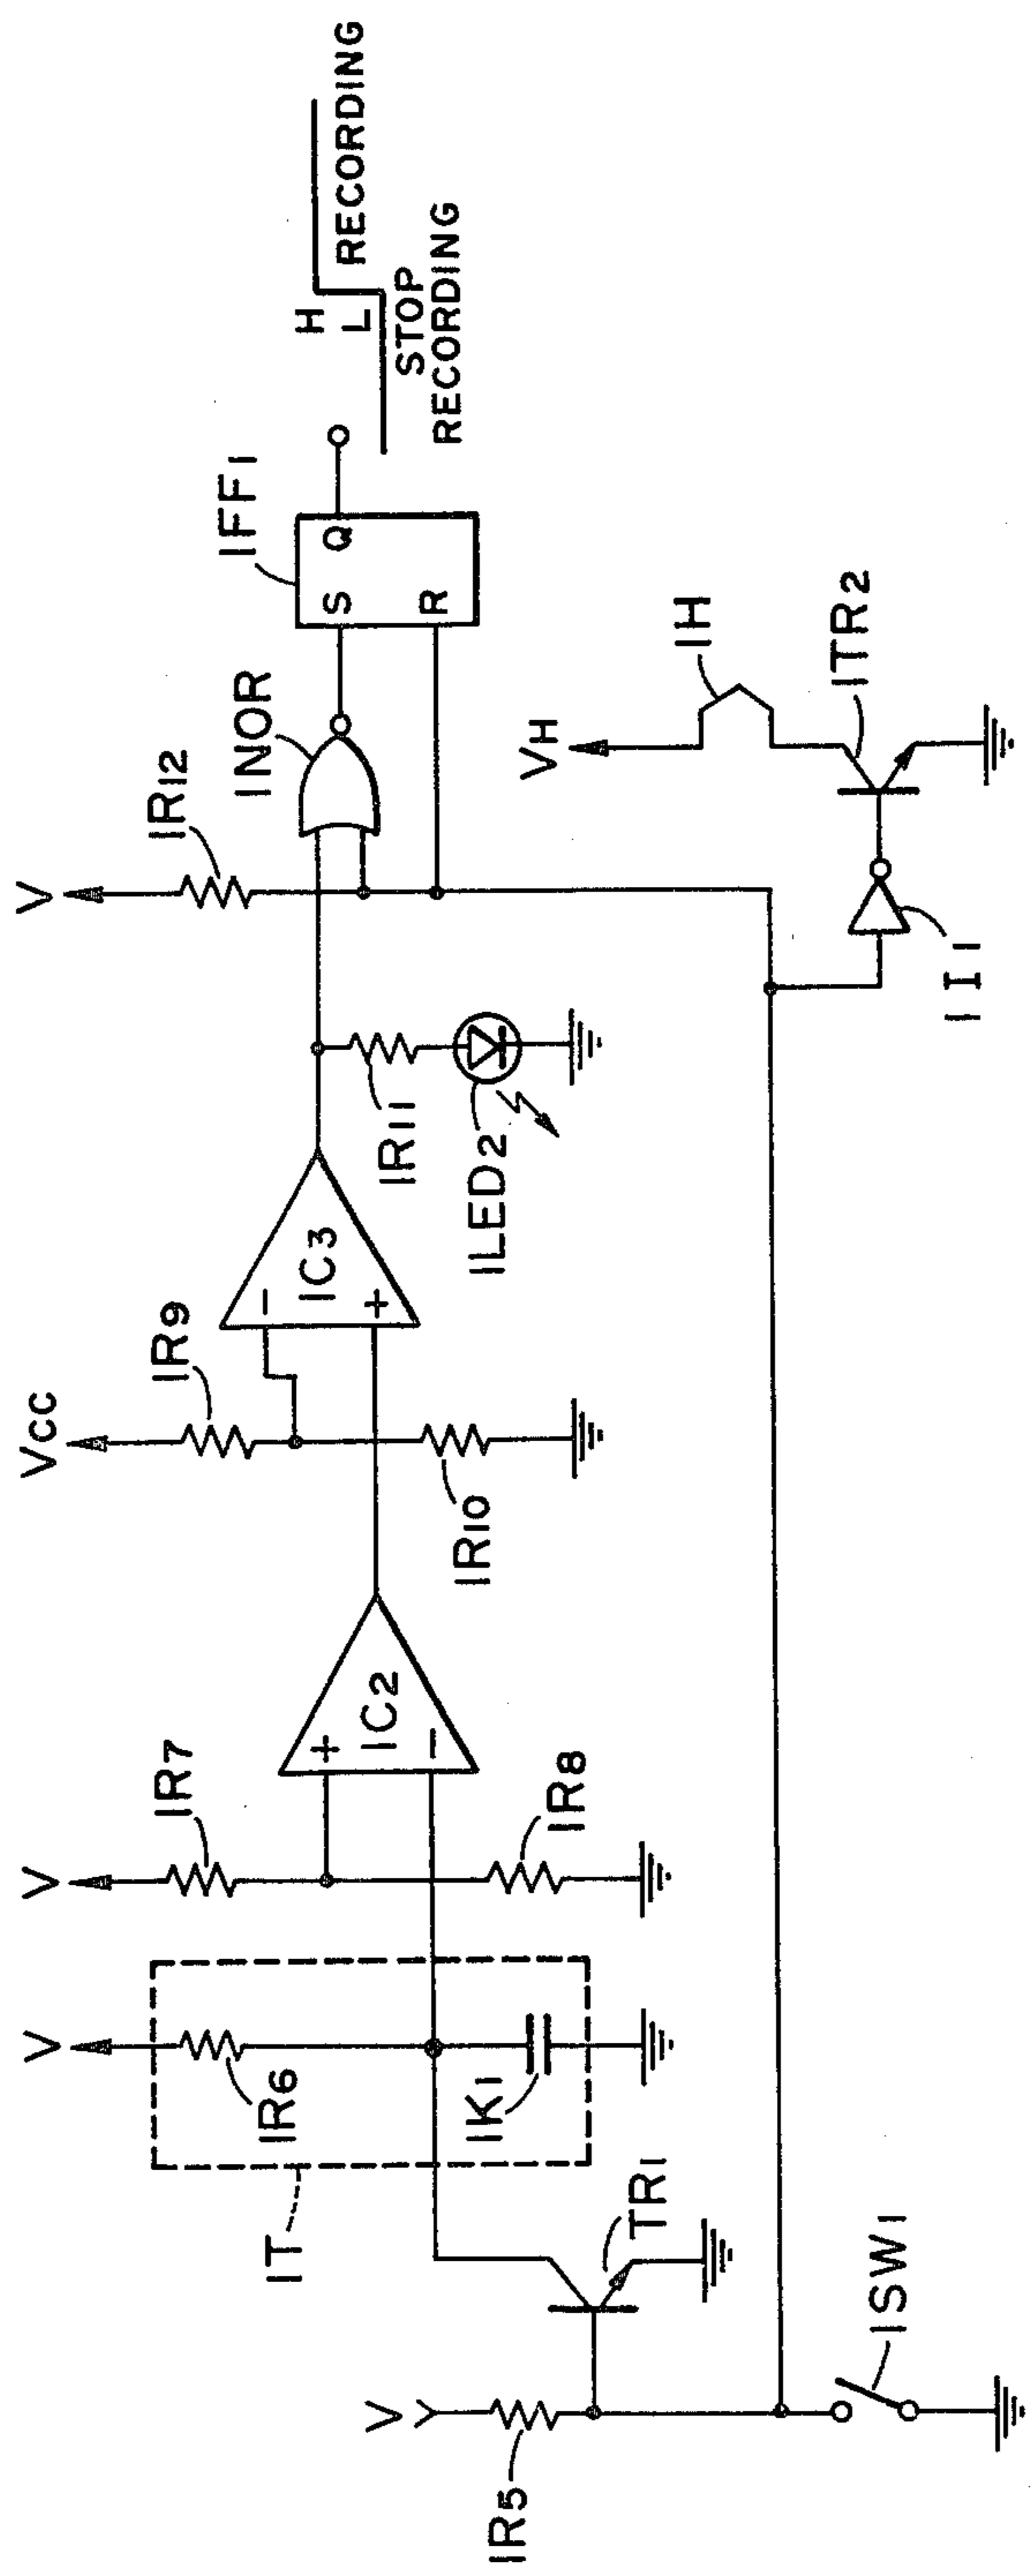 V
IR5
TR1
ISW1
IT
V
IR6
IK1
V
IR7
IR8
+
−
IC2
VCC
IR9
IR10
−
+
IC3
IR11
ILED2
V
IR12
INOR
IFF1
S
Q
R
H
L
RECORDING
STOP
RECORDING
VH
IH
ITR2
II1